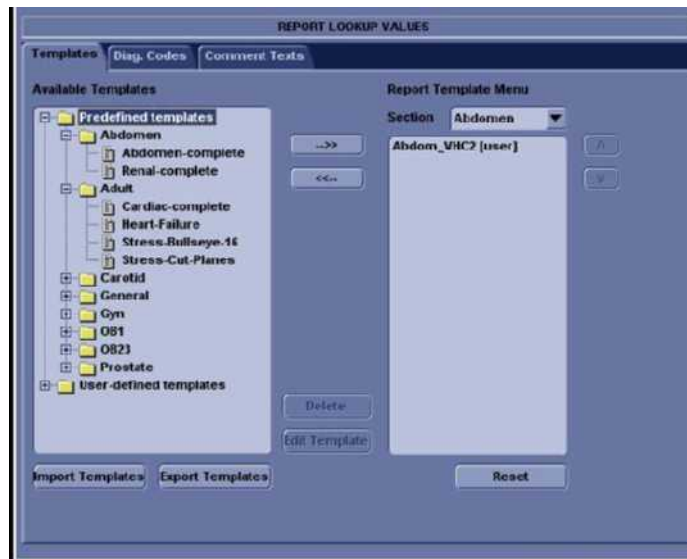 REPORT LOOKUP VALUES
Templates Diag. Codes Comment Texts
Available Templates
Report Template Menu
Predefined templates
Section Abdomen
Abdomen
Abdomen-complete
Renal-complete
Adult
Cardiac-complete
Heart-Failure
Stress-Bullseye-16
Stress-Cut-Planes
Carotid
General
Gyn
OB1
OB23
Prostate
User-defined templates
..>>
<<..
Abdom_VHC2 [user]
Λ
V
Delete
Edit Template
Import Templates Export Templates
Reset